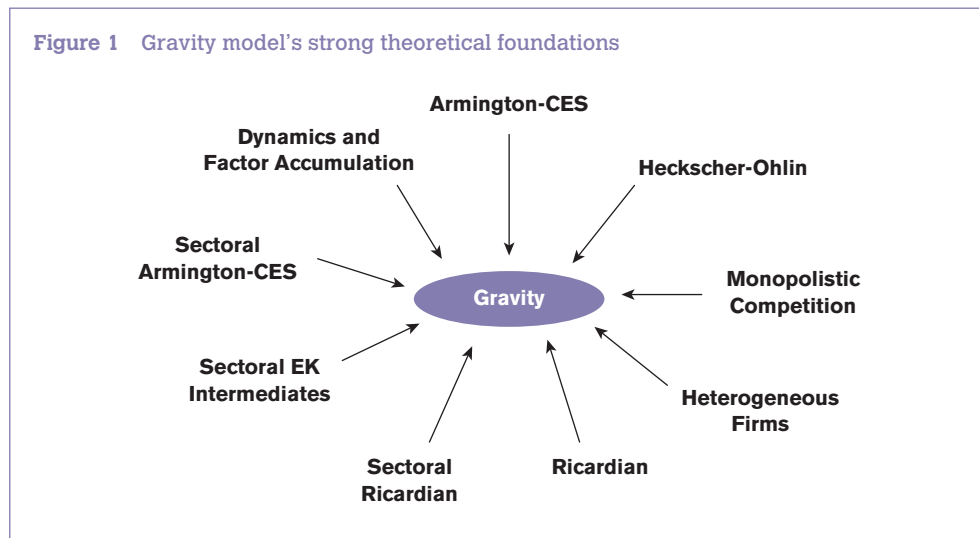 Figure 1 Gravity model's strong theoretical foundations
Armington-CES
Dynamics and
Factor Accumulation
Heckscher-Ohlin
Sectoral
Armington-CES
Gravity
Monopolistic
Competition
Sectoral EK
Intermediates
Heterogeneous
Firms
Sectoral
Ricardian
Ricardian